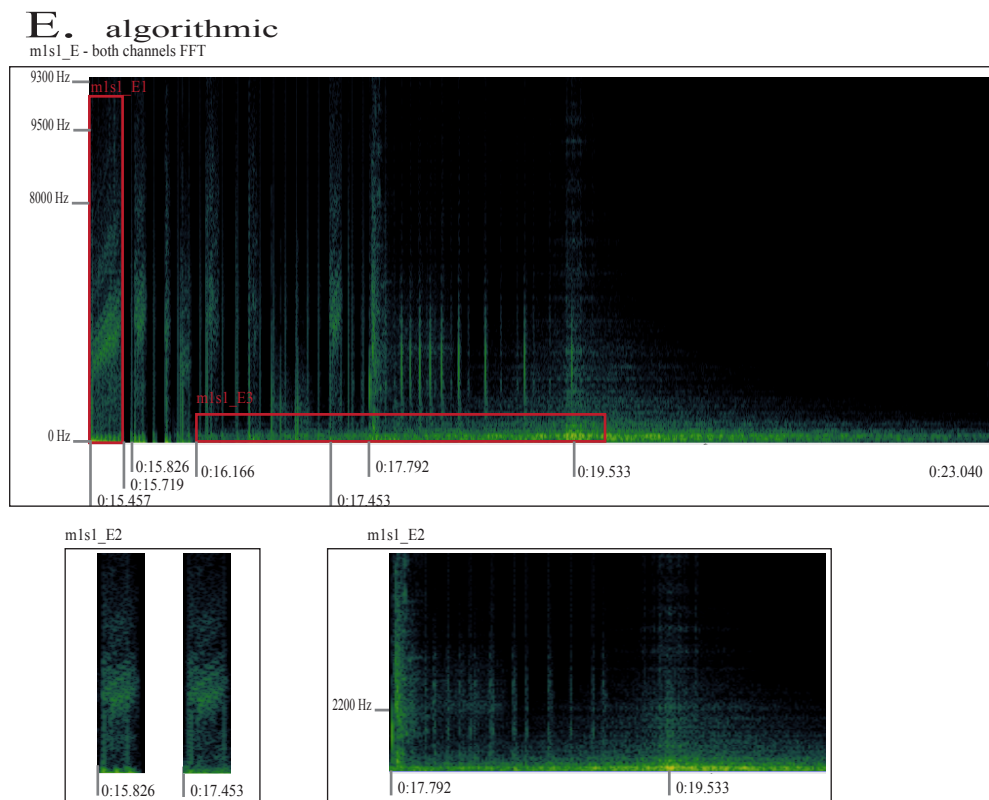 E. algorithmic
m1s1_E - both channels FFT
9300 Hz
m1s1_E1
9500 Hz
8000 Hz
m1s1_E3
0 Hz
0:15.826
0:16.166
0:17.792
0:19.533
0:23.040
0:15.719
0:15.457
0:17.453
m1s1_E2
m1s1_E2
2200 Hz
0:15.826
0:17.453
0:17.792
0:19.533